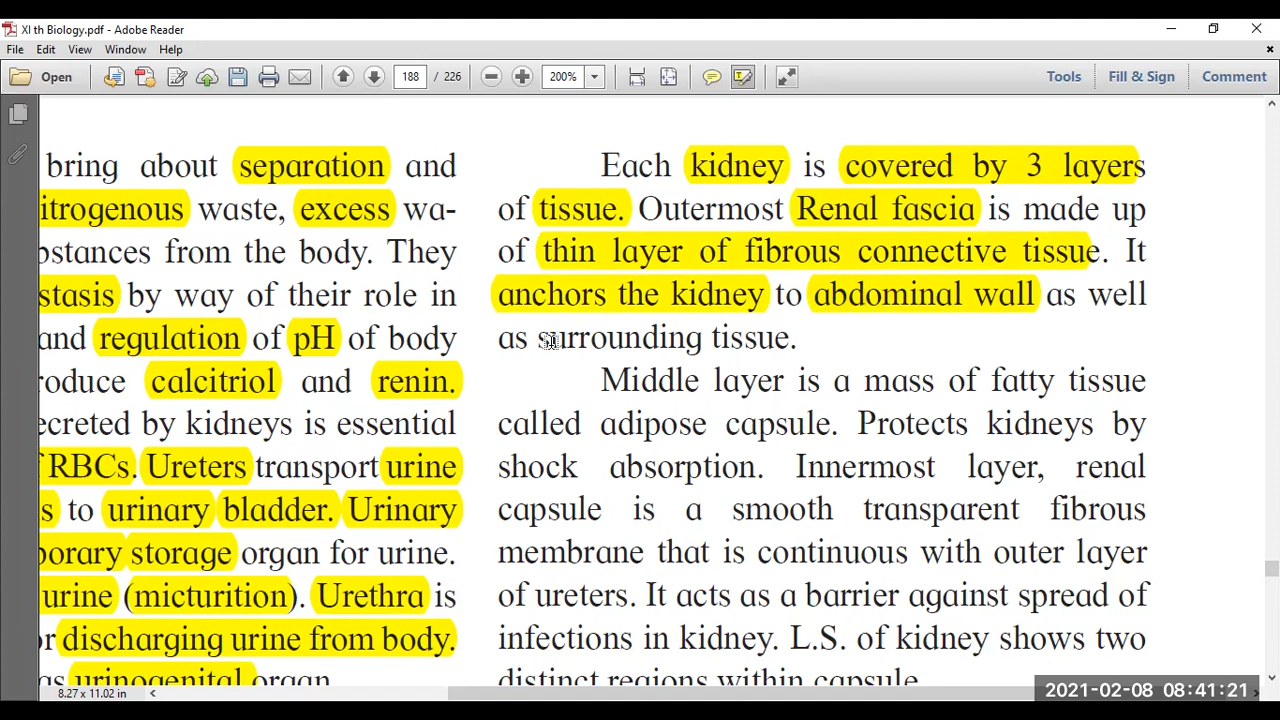 XI th Biology.pdf - Adobe Reader
File Edit View Window Help
Open 188 / 226 200% Tools Fill & Sign Comment
bring about separation and
itrogenous waste, excess wa-
bstances from the body. They
stasis by way of their role in
and regulation of pH of body
roduce calcitriol and renin.
ecreted by kidneys is essential
RBCs. Ureters transport urine
s to urinary bladder. Urinary
porary storage organ for urine.
urine (micturition). Urethra is
or discharging urine from body.
as urinogenital organ.
Each kidney is covered by 3 layers
of tissue. Outermost Renal fascia is made up
of thin layer of fibrous connective tissue. It
anchors the kidney to abdominal wall as well
as surrounding tissue.
Middle layer is a mass of fatty tissue
called adipose capsule. Protects kidneys by
shock absorption. Innermost layer, renal
capsule is a smooth transparent fibrous
membrane that is continuous with outer layer
of ureters. It acts as a barrier against spread of
infections in kidney. L.S. of kidney shows two
distinct regions within capsule.
8.27 x 11.02 in
2021-02-08 08:41:21